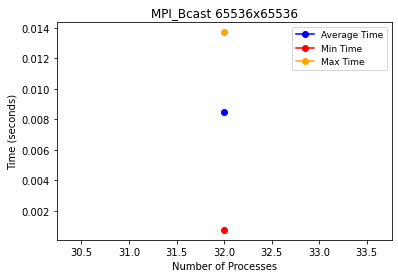 MPI_Bcast 65536x65536
0.014
0.012
0.010
0.008
0.006
0.004
0.002
Time (seconds)
Average Time
Min Time
Max Time
30.5 31.0 31.5 32.0 32.5 33.0 33.5
Number of Processes